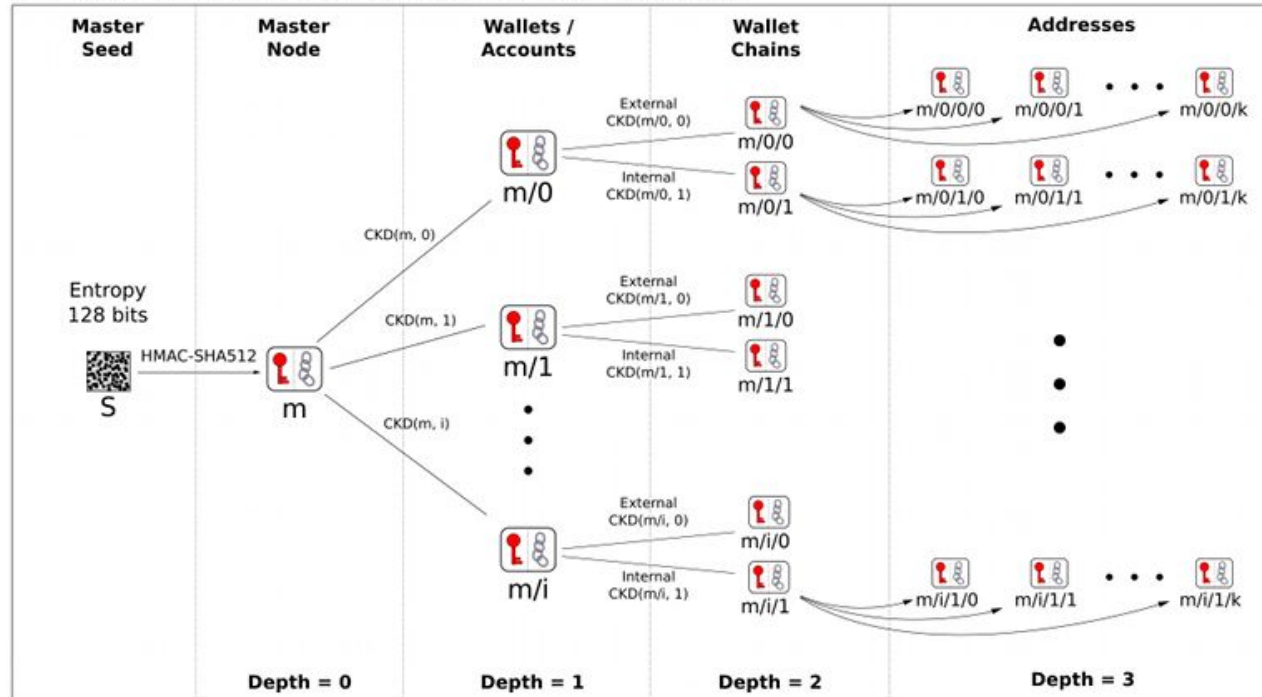 Master
Seed
Master
Node
Wallets /
Accounts
Wallet
Chains
Addresses
Entropy
128 bits
S
HMAC-SHA512
m
CKD(m, 0)
CKD(m, 1)
CKD(m, i)
m/0
m/1
m/i
External
CKD(m/0, 0)
Internal
CKD(m/0, 1)
External
CKD(m/1, 0)
Internal
CKD(m/1, 1)
External
CKD(m/i, 0)
Internal
CKD(m/i, 1)
m/0/0
m/0/1
m/1/0
m/1/1
m/i/0
m/i/1
m/0/0/0
m/0/0/1
m/0/0/k
m/0/1/0
m/0/1/1
m/0/1/k
m/i/1/0
m/i/1/1
m/i/1/k
Depth = 0
Depth = 1
Depth = 2
Depth = 3